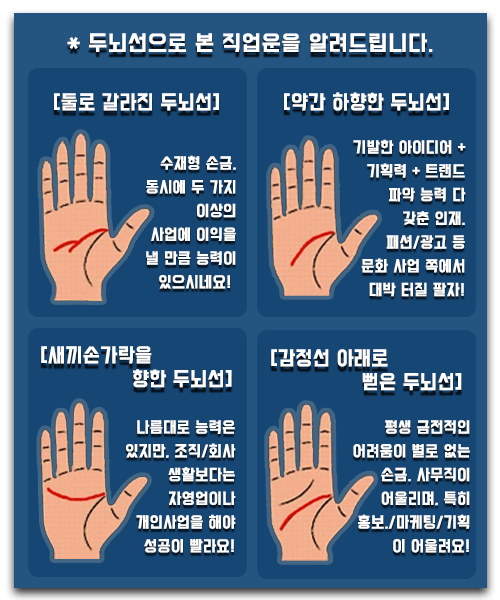 * 두뇌선으로 본 직업운을 알려드립니다.
[둘로 갈라진 두뇌선]
수재형 손금.
동시에 두 가지
이상의
사업에 이익을
낼 만큼 능력이
있으시네요!
[약간 하향한 두뇌선]
기발한 아이디어 +
기획력 + 트랜드
파악 능력 다
갖춘 인재.
패션/광고 등
문화 사업 쪽에서
대박 터질 팔자!
[새끼손가락을
향한 두뇌선]
나름대로 능력은
있지만. 조직/회사
생활보다는
자영업이나
개인사업을 해야
성공이 빨라요!
[감정선 아래로
뻗은 두뇌선]
평생 금전적인
어려움이 별로 없는
손금. 사무직이
어울리며. 특히
홍보./마케팅/기획
이 어울려요!